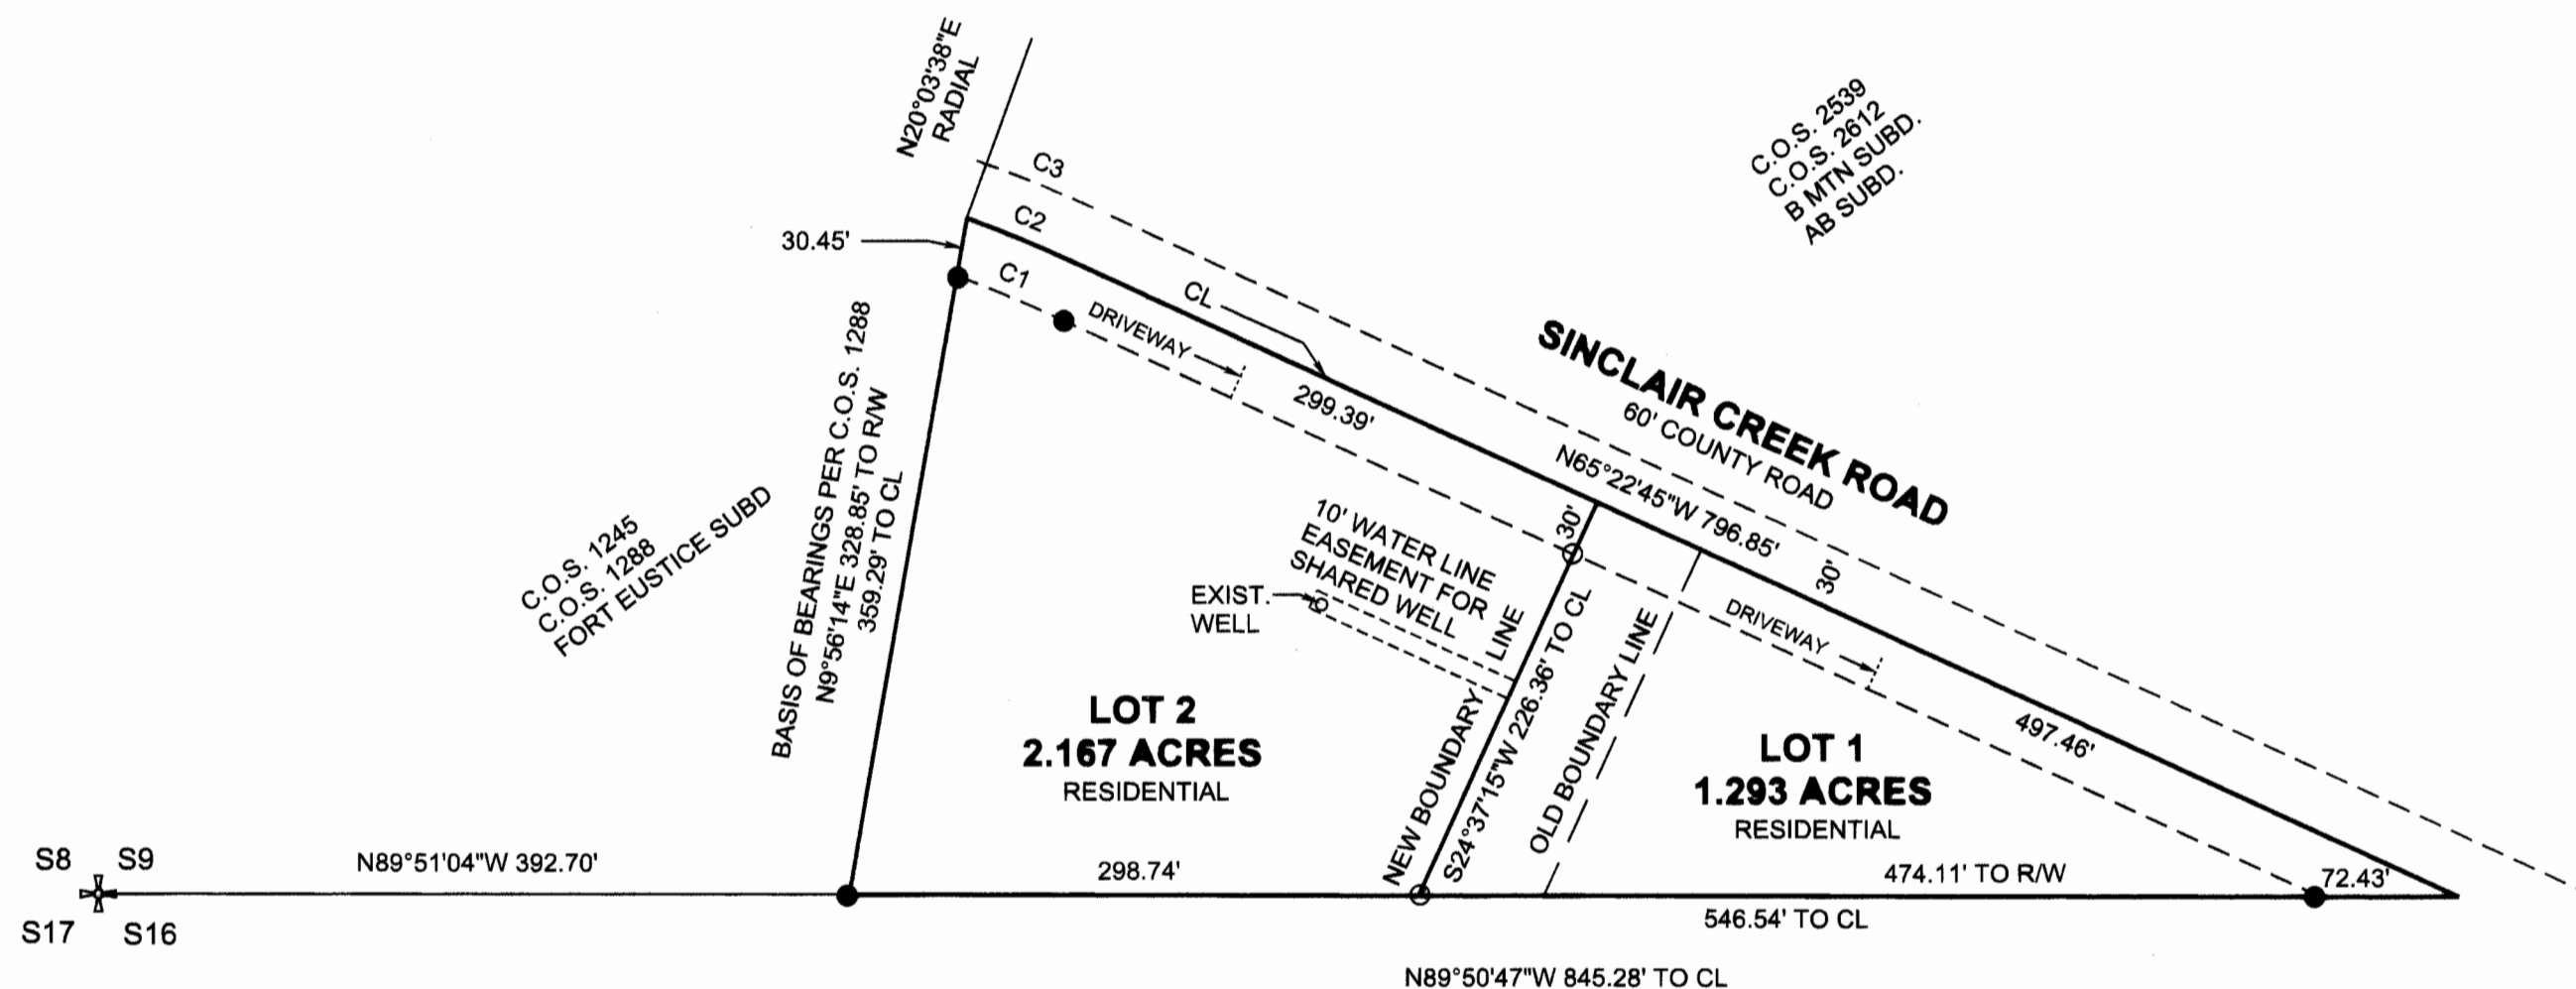 N20°03'38"E
RADIAL
C3
C2
C1
30.45'
C.O.S. 2539
C.O.S. 2612
B MTN SUBD.
AB SUBD.
CL
DRIVEWAY
299.39'
SINCLAIR CREEK ROAD
60' COUNTY ROAD
N65°22'45"W 796.85'
30'
30'
BASIS OF BEARINGS PER C.O.S. 1288
N9°56'14"E 328.85' TO R/W
359.29' TO CL
C.O.S. 1245
C.O.S. 1288
FORT EUSTICE SUBD
10' WATER LINE
EASEMENT FOR
SHARED WELL
EXIST.
WELL
NEW BOUNDARY LINE
S24°37'15"W 226.36' TO CL
OLD BOUNDARY LINE
DRIVEWAY
497.46'
LOT 2
2.167 ACRES
RESIDENTIAL
LOT 1
1.293 ACRES
RESIDENTIAL
S8 S9
S17 S16
N89°51'04"W 392.70'
298.74'
474.11' TO R/W
72.43'
546.54' TO CL
N89°50'47"W 845.28' TO CL